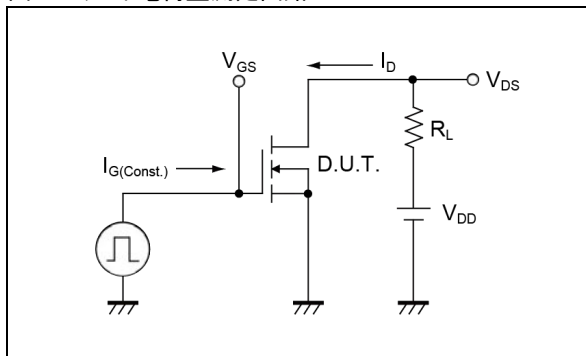 V_GS
I_D
V_DS
R_L
I_G(Const.)
D.U.T.
V_DD